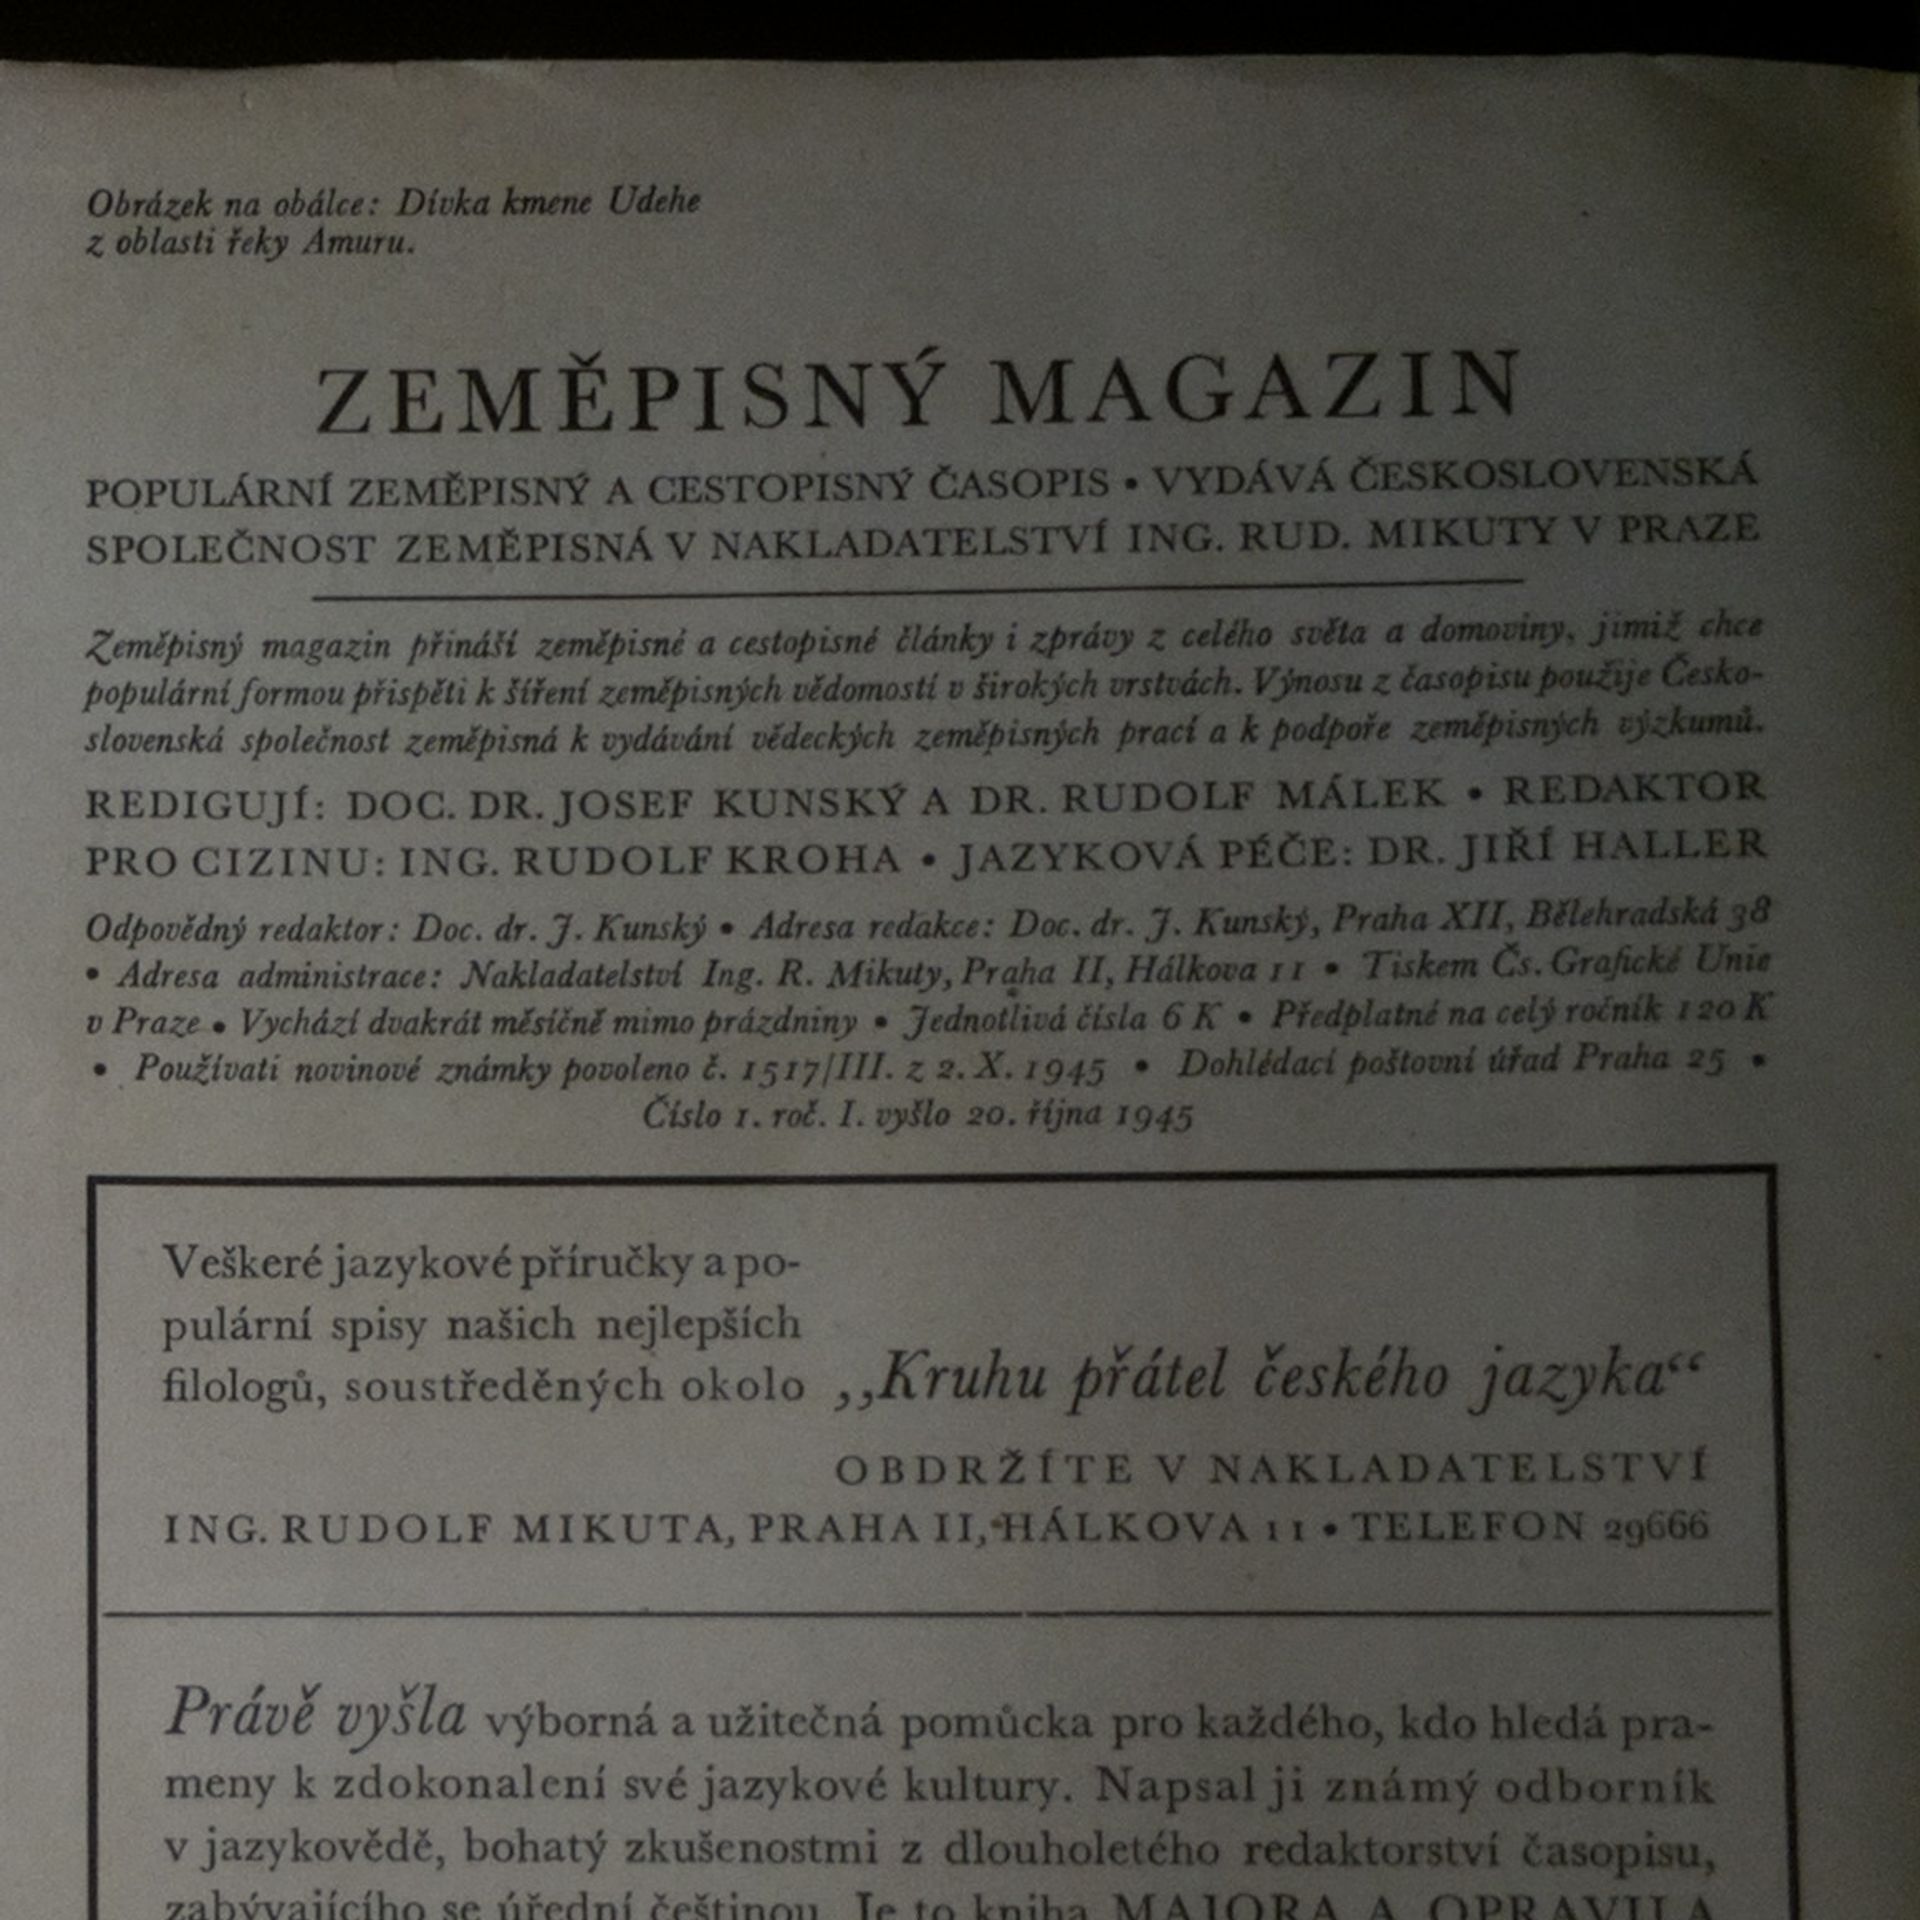 Obrázek na obálce: Dívka kmene Udehe
z oblasti řeky Amuru.
ZEMĚPISNÝ MAGAZIN
POPULÁRNÍ ZEMĚPISNÝ A CESTOPISNÝ ČASOPIS • VYDÁVÁ ČESKOSLOVENSKÁ
SPOLEČNOST ZEMĚPISNÁ V NAKLADATELSTVÍ ING. RUD. MIKUTY V PRAZE
Zeměpisný magazin přináší zeměpisné a cestopisné články i zprávy z celého světa a domoviny, jimiž chce
populární formou přispěti k šíření zeměpisných vědomostí v širokých vrstvách. Výnosu z časopisu použije Česko-
slovenská společnost zeměpisná k vydávání vědeckých zeměpisných prací a k podpoře zeměpisných výzkumů.
REDIGUJÍ: DOC. DR. JOSEF KUNSKÝ A DR. RUDOLF MÁLEK • REDAKTOR
PRO CIZINU: ING. RUDOLF KROHA • JAZYKOVÁ PÉČE: DR. JIŘÍ HALLER
Odpovědný redaktor: Doc. dr. J. Kunský • Adresa redakce: Doc. dr. J. Kunský, Praha XII, Bělehradská 38
• Adresa administrace: Nakladatelství Ing. R. Mikuty, Praha II, Hálkova 11 • Tiskem Čs. Grafické Unie
v Praze • Vychází dvakrát měsíčně mimo prázdniny • Jednotlivá čísla 6 K • Předplatné na celý ročník 120 K
• Používati novinové známky povoleno č. 1517/III. z 2. X. 1945 • Dohlédací poštovní úřad Praha 25 •
Číslo 1. roč. I. vyšlo 20. října 1945
Veškeré jazykové příručky a po-
pulární spisy našich nejlepších
filologů, soustředěných okolo „Kruhu přátel českého jazyka“
OBDRŽÍTE V NAKLADATELSTVÍ
ING. RUDOLF MIKUTA, PRAHA II, HÁLKOVA 11 • TELEFON 29666
Právě vyšla výborná a užitečná pomůcka pro každého, kdo hledá pra-
meny k zdokonalení své jazykové kultury. Napsal ji známý odborník
v jazykovědě, bohatý zkušenostmi z dlouholetého redaktorství časopisu,
zabývajícího se úřední češtinou. Je to kniha MAJORA A OPRAVILA